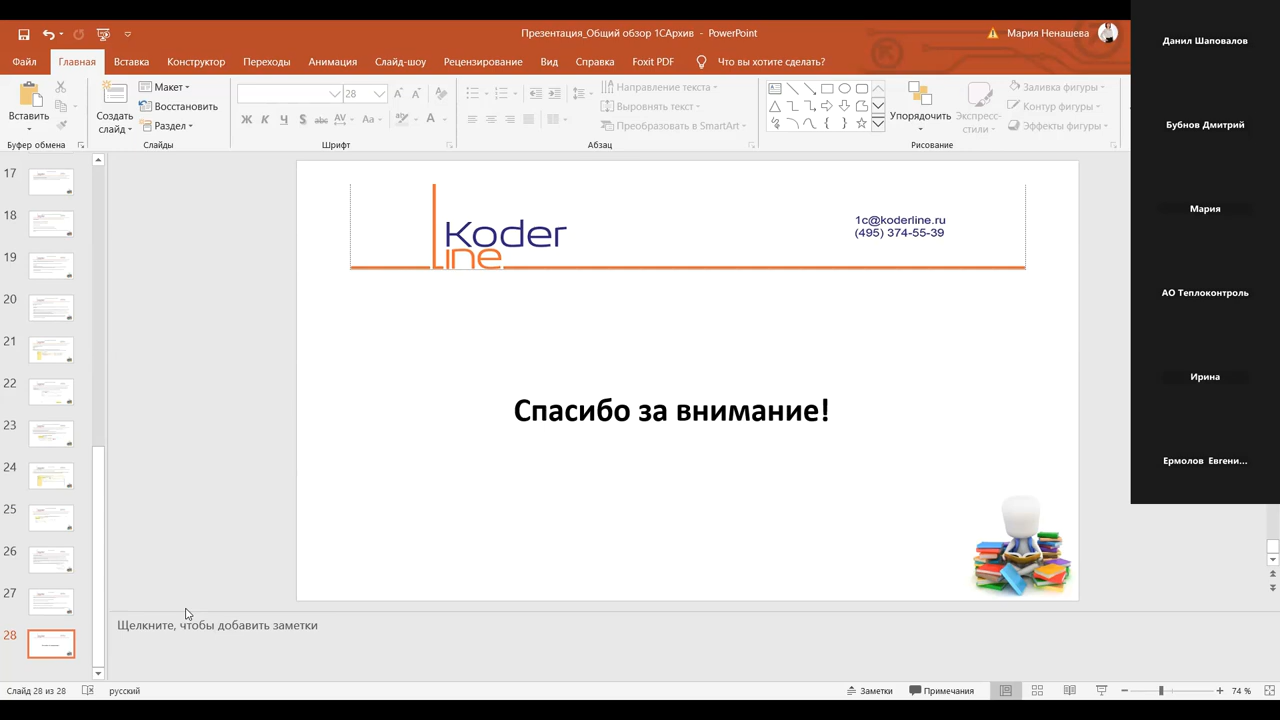 Презентация_Общий обзор 1САрхив - PowerPoint
Мария Ненашева
Файл
Главная
Вставка
Конструктор
Переходы
Анимация
Слайд-шоу
Рецензирование
Вид
Справка
Foxit PDF
Что вы хотите сделать?
Вставить
Буфер обмена
Создать
слайд
Макет
Восстановить
Раздел
Слайды
28
Ж К Ч S abc AV Aa A
Шрифт
Направление текста
Выровнять текст
Преобразовать в SmartArt
Абзац
Упорядочить
Экспресс-
стили
Заливка фигуры
Контур фигуры
Эффекты фигуры
Рисование
Данил Шаповалов
Бубнов Дмитрий
Мария
АО Теплоконтроль
Ирина
Ермолов Евгени...
17
18
19
20
21
22
23
24
25
26
27
28
Koder
Line
1c@koderline.ru
(495) 374-55-39
Спасибо за внимание!
Щелкните, чтобы добавить заметки
Слайд 28 из 28
русский
Заметки
Примечания
74 %